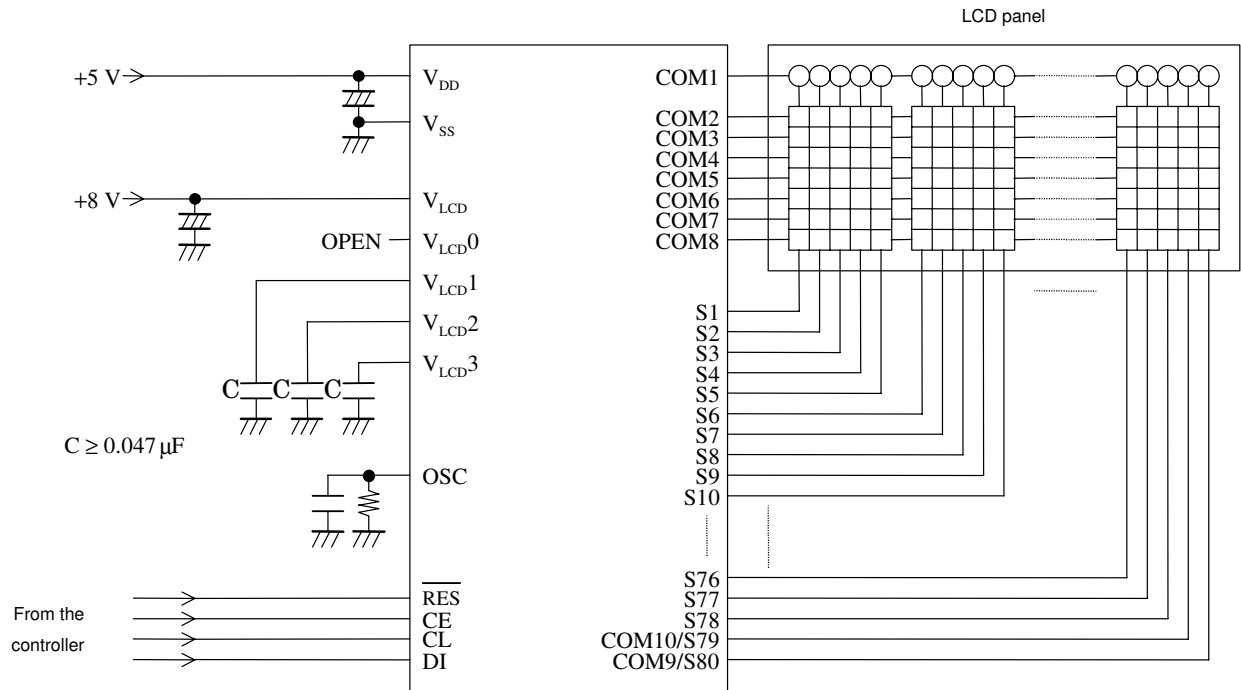 LCD panel
+5 V
V_DD
COM1
V_SS
COM2
COM3
COM4
COM5
COM6
COM7
COM8
+8 V
V_LCD
OPEN
V_LCD0
V_LCD1
V_LCD2
V_LCD3
C
C
C
C ≥ 0.047 µF
OSC
S1
S2
S3
S4
S5
S6
S7
S8
S9
S10
S76
S77
S78
COM10/S79
COM9/S80
From the
controller
R̅E̅S̅
CE
CL
DI